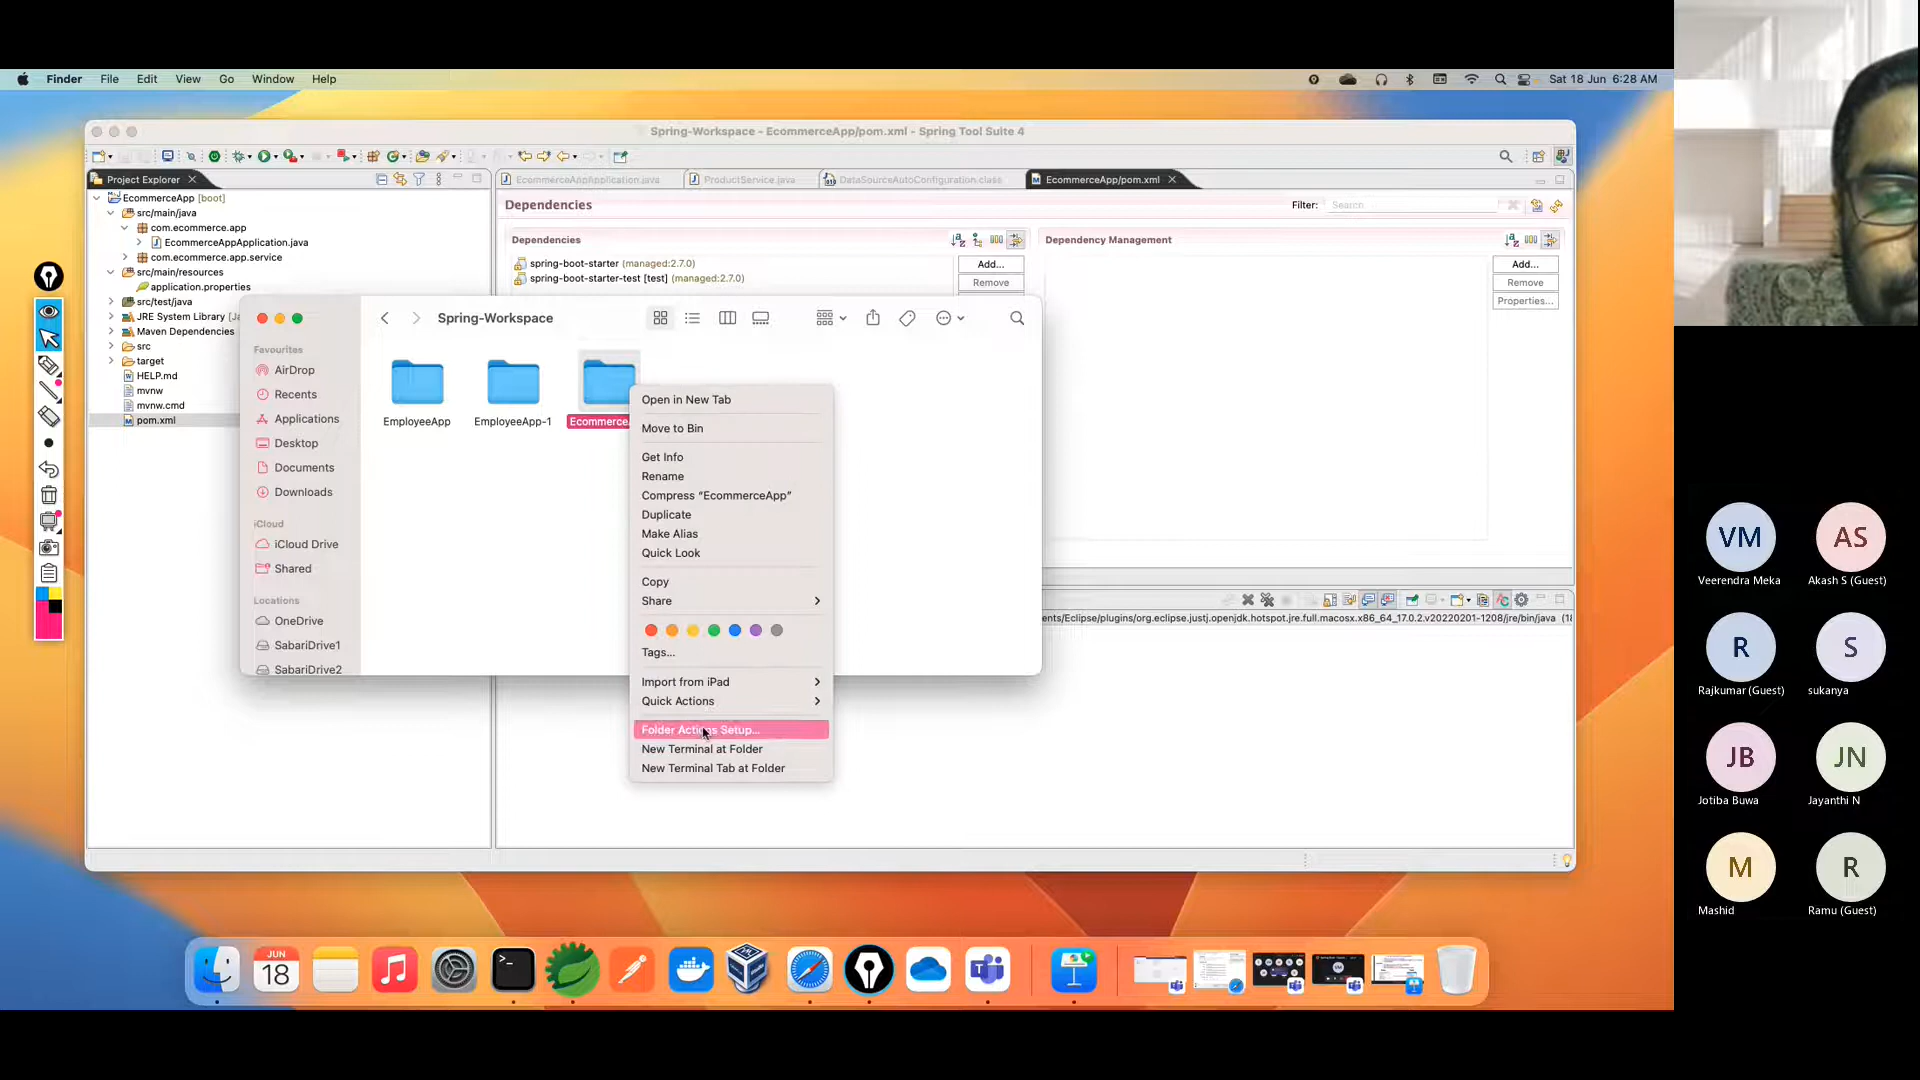 Finder File Edit View Go Window Help
Sat 18 Jun 6:28 AM
Spring-Workspace - EcommerceApp/pom.xml - Spring Tool Suite 4
Project Explorer
EcommerceAppApplication.java
ProductService.java
DataSourceAutoConfiguration.class
EcommerceApp/pom.xml
EcommerceApp [boot]
src/main/java
com.ecommerce.app
EcommerceAppApplication.java
com.ecommerce.app.service
src/main/resources
application.properties
src/test/java
JRE System Library
Maven Dependencies
src
target
HELP.md
mvnw
mvnw.cmd
pom.xml
Dependencies
Filter: Search
Dependencies
spring-boot-starter (managed:2.7.0)
spring-boot-starter-test [test] (managed:2.7.0)
Add...
Remove
Dependency Management
Add...
Remove
Properties...
Spring-Workspace
Favourites
AirDrop
Recents
Applications
Desktop
Documents
Downloads
iCloud
iCloud Drive
Shared
Locations
OneDrive
SabariDrive1
SabariDrive2
EmployeeApp
EmployeeApp-1
Open in New Tab
Move to Bin
Get Info
Rename
Compress “EcommerceApp”
Duplicate
Make Alias
Quick Look
Copy
Share
Tags...
Import from iPad
Quick Actions
Folder Actions Setup...
New Terminal at Folder
New Terminal Tab at Folder
ents/Eclipse/plugins/org.eclipse.justj.openjdk.hotspot.jre.full.macosx.x86_64_17.0.2.v20220201-1208/jre/bin/java (18
JUN
18
VM
Veerendra Meka
AS
Akash S (Guest)
R
Rajkumar (Guest)
S
sukanya
JB
Jotiba Buwa
JN
Jayanthi N
M
Mashid
R
Ramu (Guest)